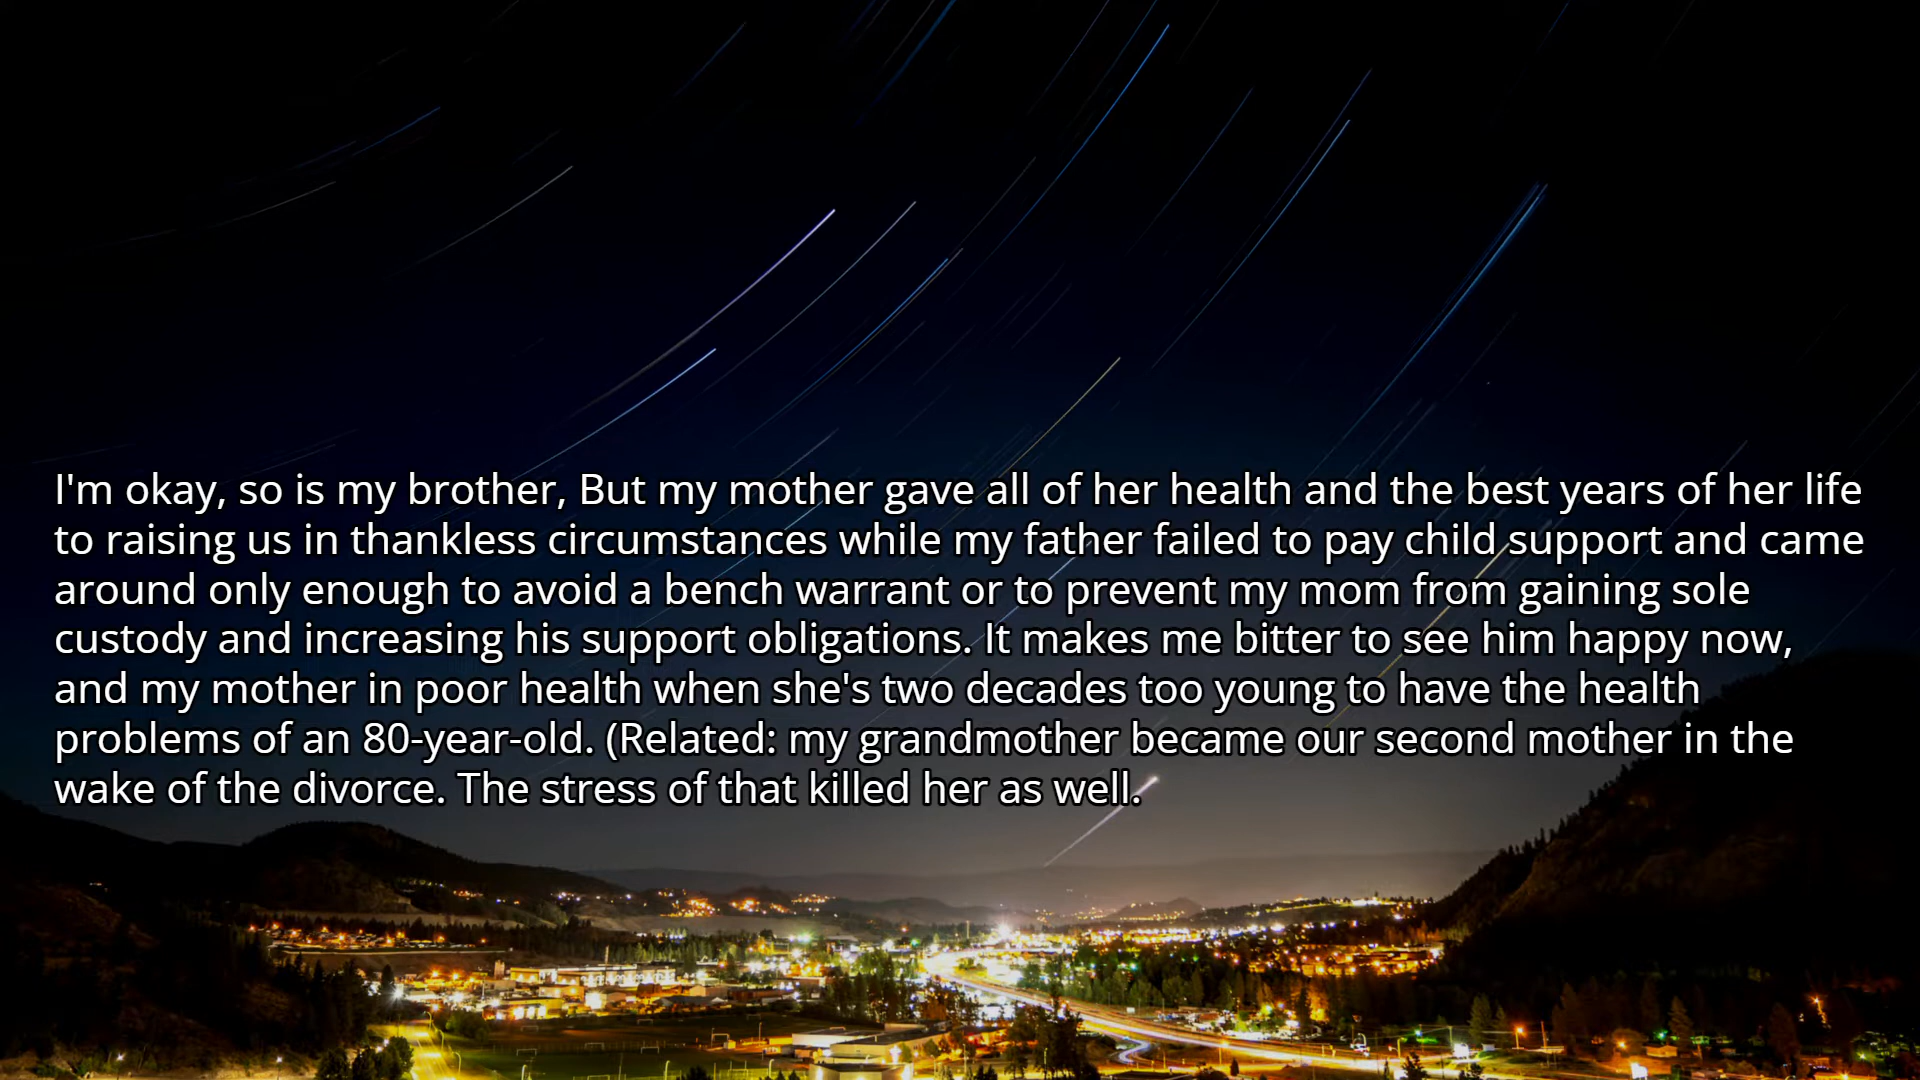 I'm okay, so is my brother, But my mother gave all of her health and the best years of her life
to raising us in thankless circumstances while my father failed to pay child support and came
around only enough to avoid a bench warrant or to prevent my mom from gaining sole
custody and increasing his support obligations. It makes me bitter to see him happy now,
and my mother in poor health when she's two decades too young to have the health
problems of an 80-year-old. (Related: my grandmother became our second mother in the
wake of the divorce. The stress of that killed her as well.